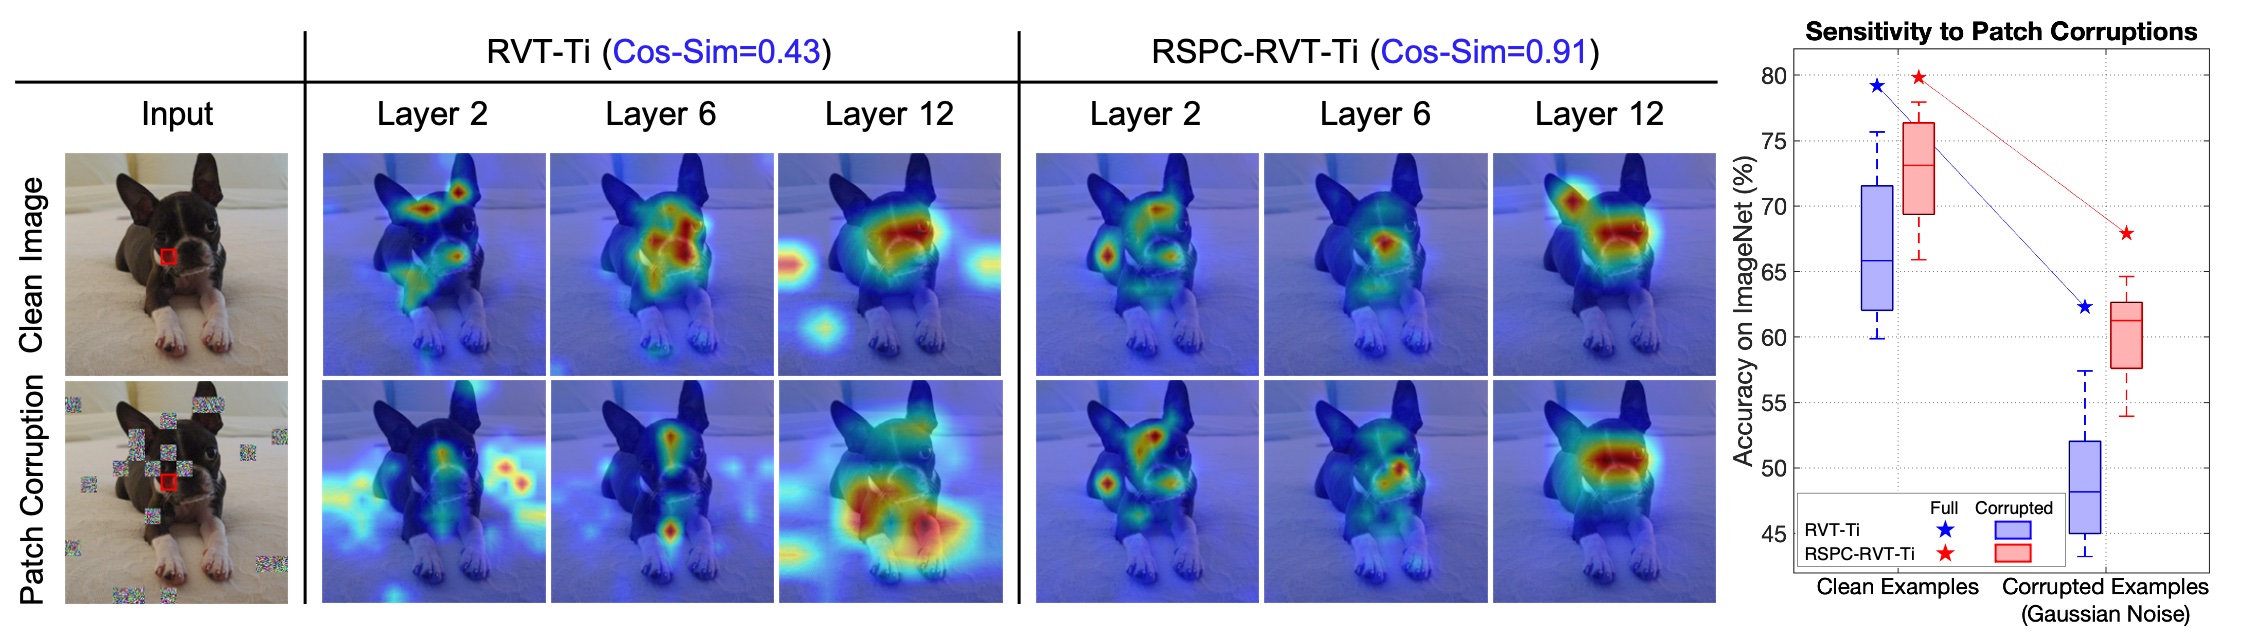 RVT-Ti (Cos-Sim=0.43)
RSPC-RVT-Ti (Cos-Sim=0.91)
Input
Layer 2
Layer 6
Layer 12
Layer 2
Layer 6
Layer 12
Clean Image
Patch Corruption
Sensitivity to Patch Corruptions
Accuracy on ImageNet (%)
80
75
70
65
60
55
50
45
Full Corrupted
RVT-Ti
RSPC-RVT-Ti
Clean Examples
Corrupted Examples
(Gaussian Noise)